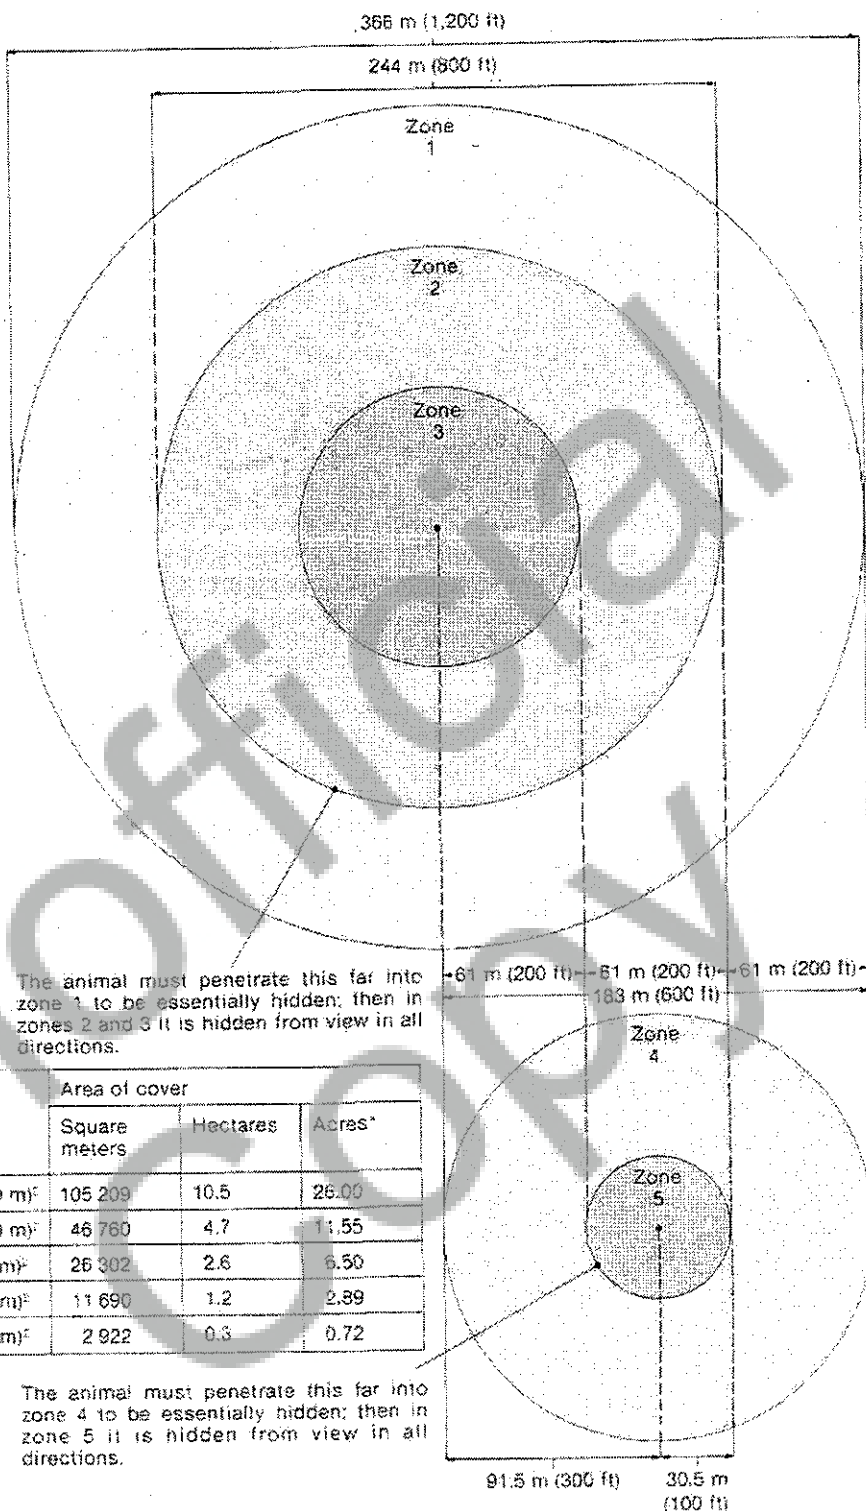 366 m (1,200 ft)
244 m (800 ft)
Zone
1
Zone
2
Zone
3
The animal must penetrate this far into
zone 1 to be essentially hidden; then in
zones 2 and 3 it is hidden from view in all
directions.
61 m (200 ft) 61 m (200 ft) 61 m (200 ft)
183 m (600 ft)
Zone
4
Area of cover
Square
meters
Hectares
Acres*
m)² 105 209 10.5 26.00
m)² 46 760 4.7 11.55
m)² 26 302 2.6 6.50
m)² 11 690 1.2 2.89
m)² 2 922 0.3 0.72
Zone
5
The animal must penetrate this far into
zone 4 to be essentially hidden; then in
zone 5 it is hidden from view in all
directions.
91.5 m (300 ft) 30.5 m
(100 ft)
official
Copy